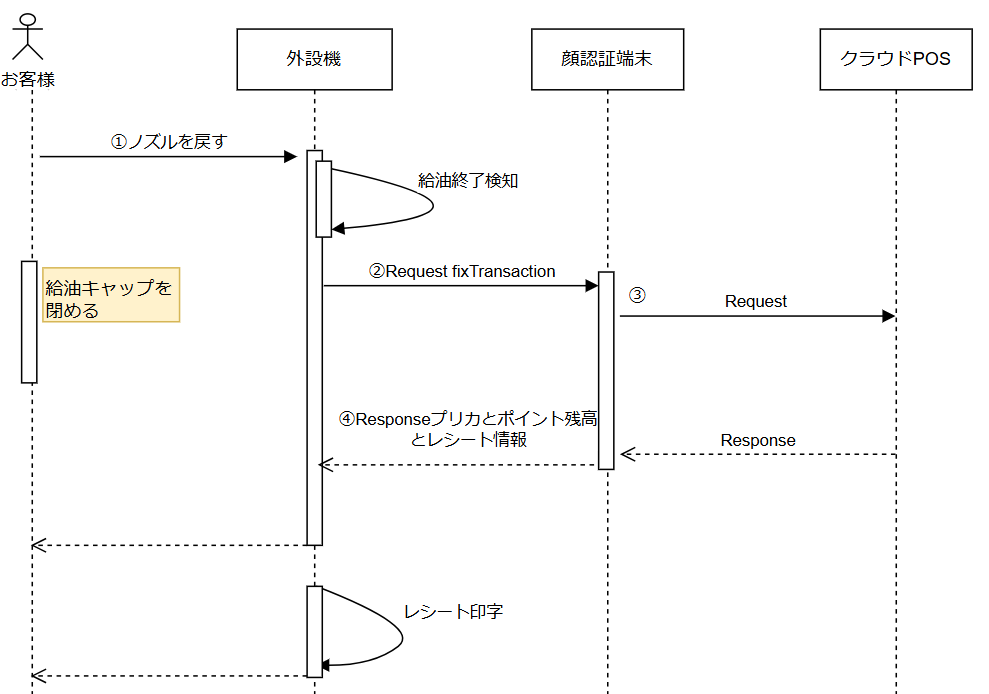 お客様
外設機
顔認証端末
クラウドPOS
①ノズルを戻す
給油終了検知
②Request fixTransaction
給油キャップを
閉める
③
Request
④Responseプリカとポイント残高
とレシート情報
Response
レシート印字